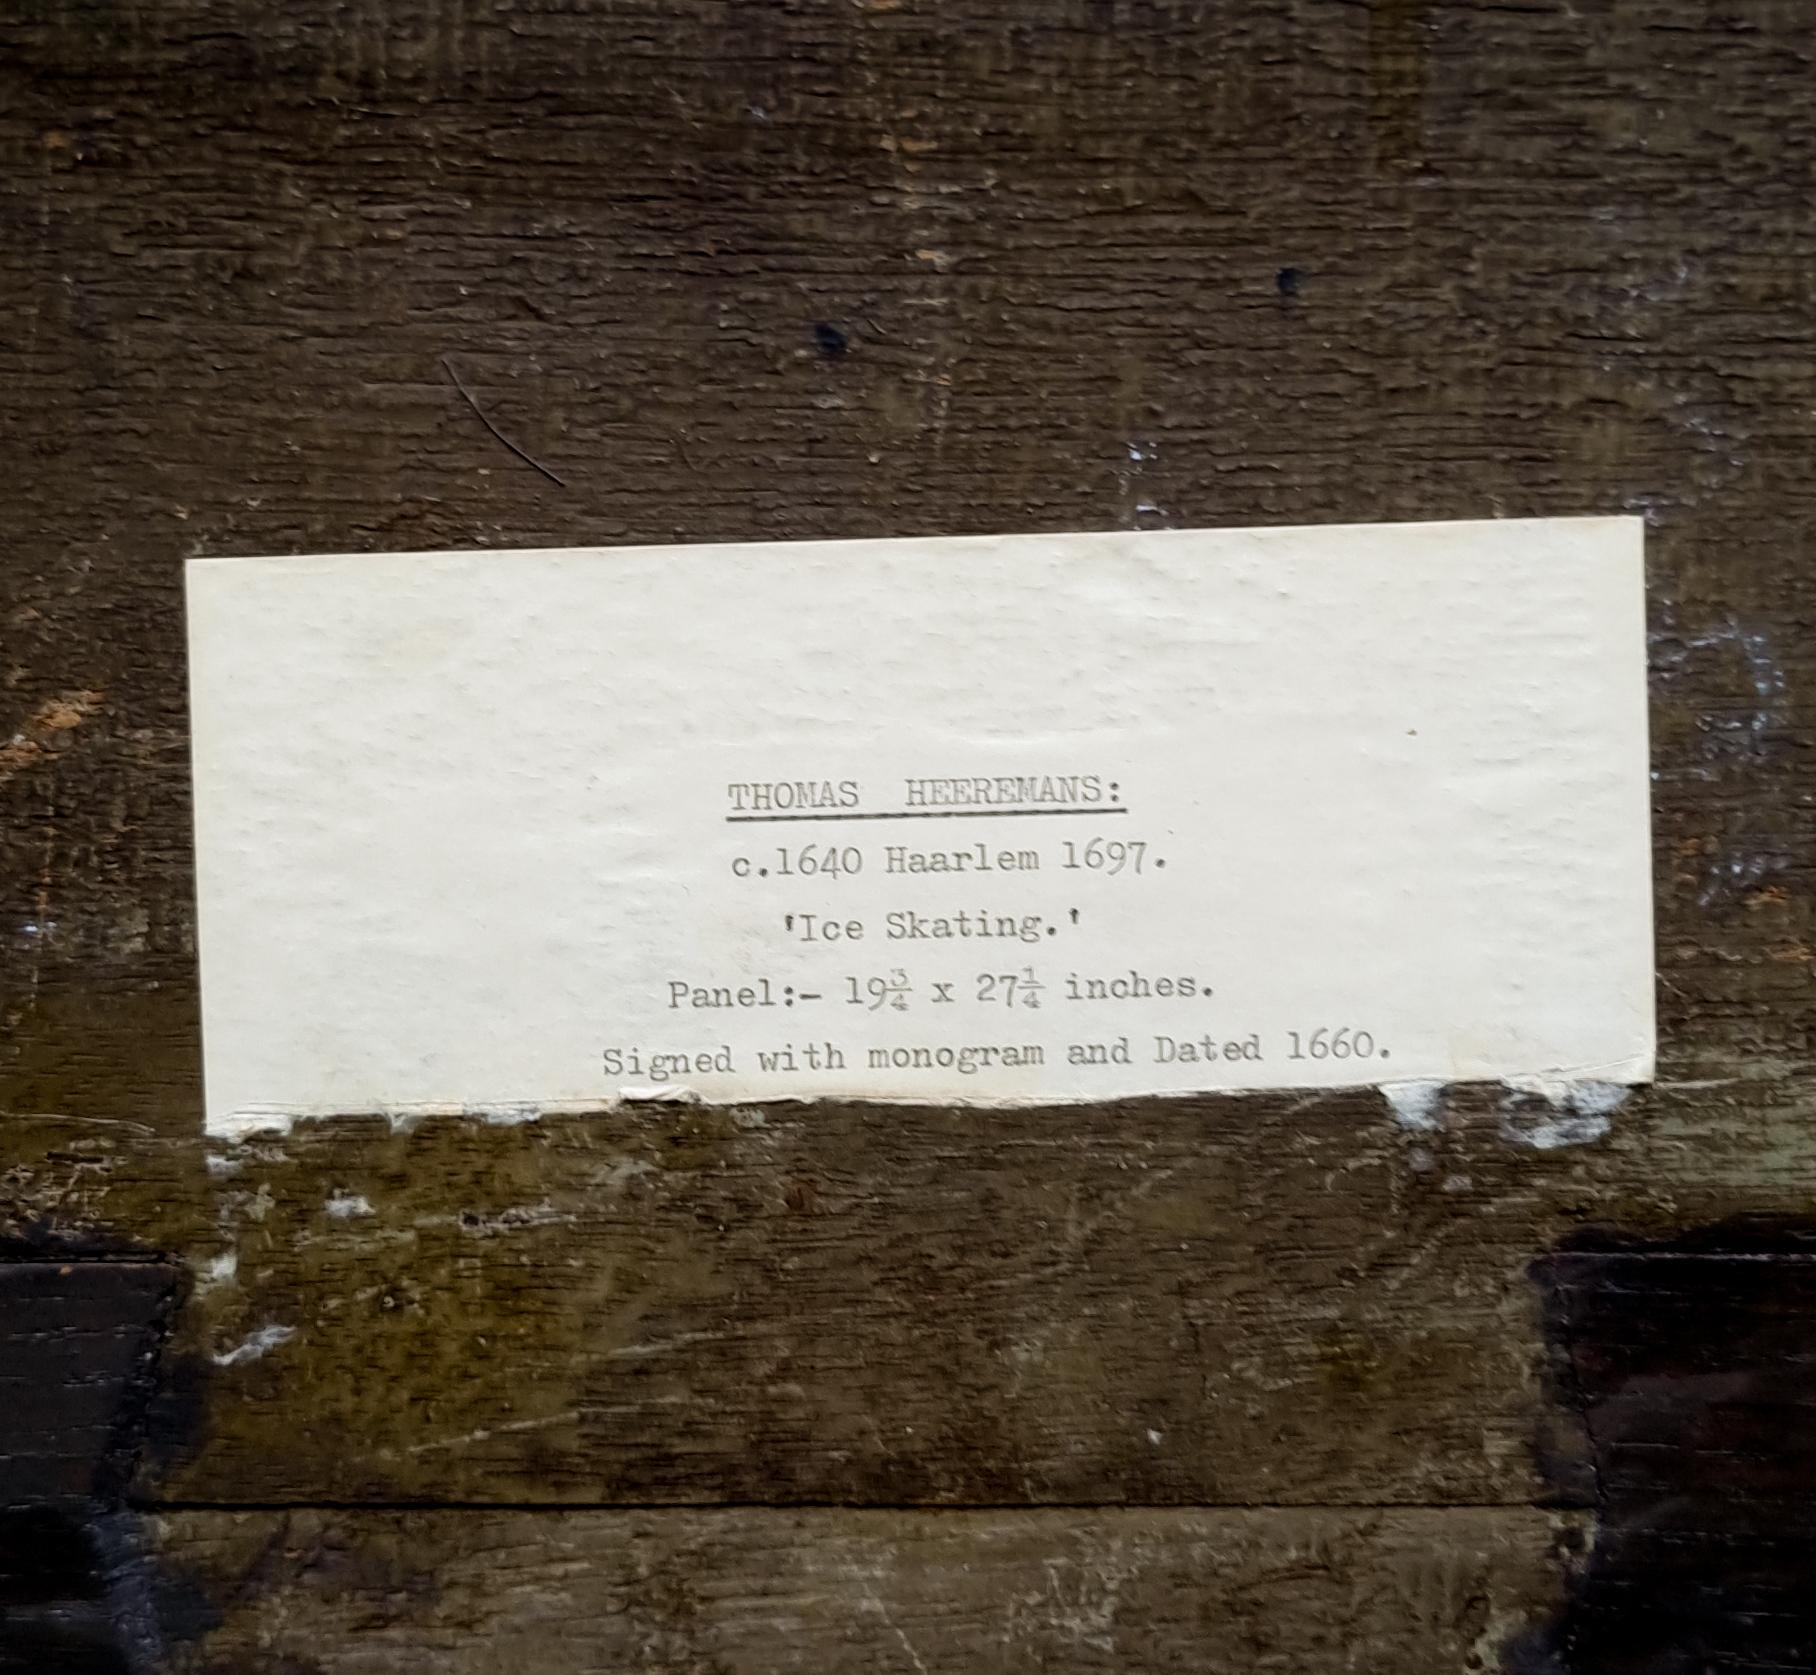 THOMAS HEEREMANS:
c.1640 Haarlem 1697.
'Ice Skating.'
Panel:- 19¾ x 27¼ inches.
Signed with monogram and Dated 1660.